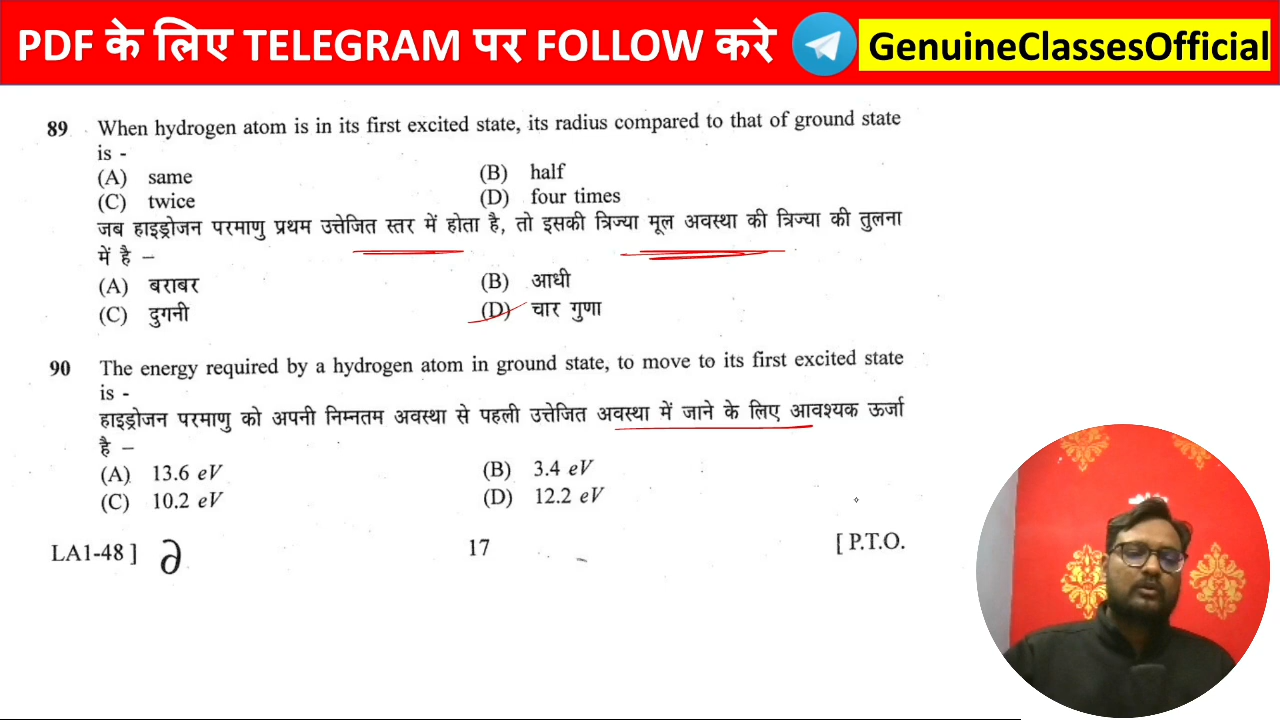 PDF के लिए TELEGRAM पर FOLLOW करे GenuineClassesOfficial
89 When hydrogen atom is in its first excited state, its radius compared to that of ground state
is -
(A) same (B) half
(C) twice (D) four times
जब हाइड्रोजन परमाणु प्रथम उत्तेजित स्तर में होता है, तो इसकी त्रिज्या मूल अवस्था की त्रिज्या की तुलना
में है –
(A) बराबर (B) आधी
(C) दुगनी (D) चार गुणा
90 The energy required by a hydrogen atom in ground state, to move to its first excited state
is -
हाइड्रोजन परमाणु को अपनी निम्नतम अवस्था से पहली उत्तेजित अवस्था में जाने के लिए आवश्यक ऊर्जा
है –
(A) 13.6 eV (B) 3.4 eV
(C) 10.2 eV (D) 12.2 eV
LA1-48 ] 17 [ P.T.O.